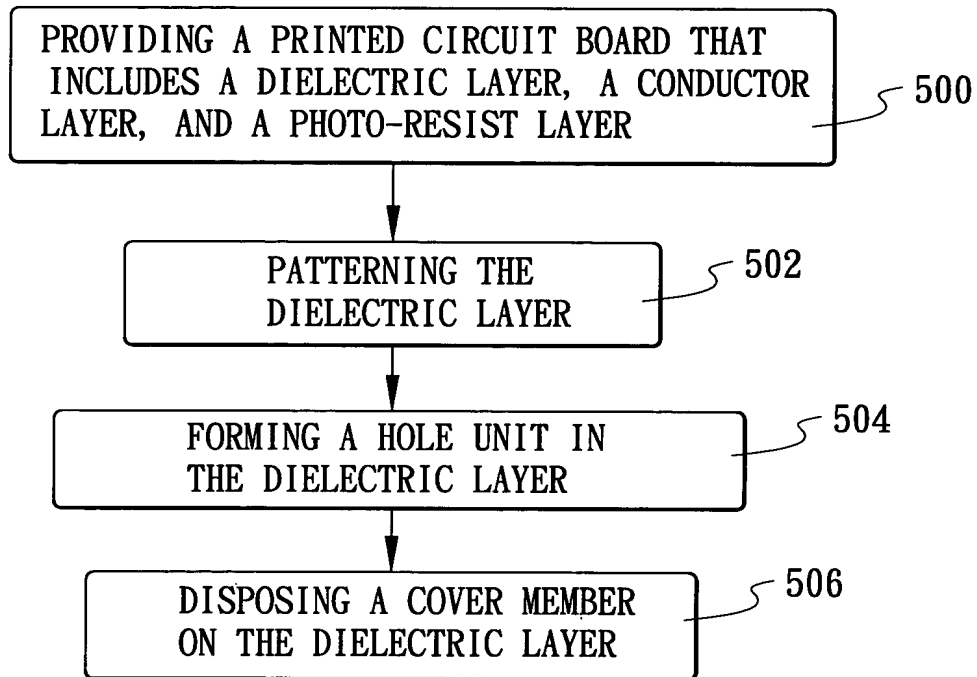 PROVIDING A PRINTED CIRCUIT BOARD THAT
INCLUDES A DIELECTRIC LAYER, A CONDUCTOR
LAYER, AND A PHOTO-RESIST LAYER
500
PATTERNING THE
DIELECTRIC LAYER
502
FORMING A HOLE UNIT IN
THE DIELECTRIC LAYER
504
DISPOSING A COVER MEMBER
ON THE DIELECTRIC LAYER
506